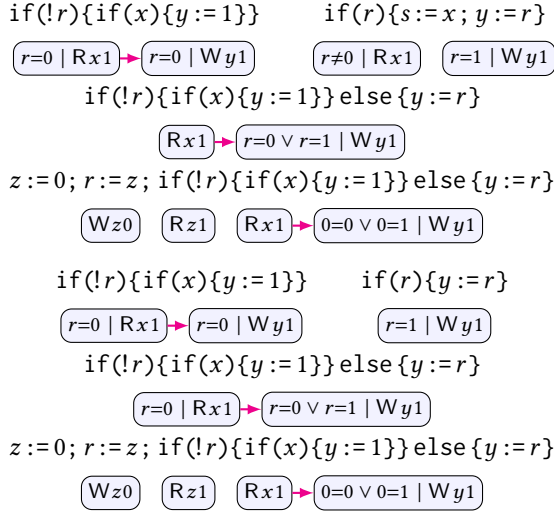 if(!r){if(x){y := 1}} if(r){s := x; y := r}
r=0 | Rx1 r=0 | Wy1 r≠0 | Rx1 r=1 | Wy1
if(!r){if(x){y := 1}}else{y := r}
Rx1 r=0 ∨ r=1 | Wy1
z := 0; r := z; if(!r){if(x){y := 1}}else{y := r}
Wz0 Rz1 Rx1 0=0 ∨ 0=1 | Wy1
if(!r){if(x){y := 1}} if(r){y := r}
r=0 | Rx1 r=0 | Wy1 r=1 | Wy1
if(!r){if(x){y := 1}}else{y := r}
r=0 | Rx1 r=0 ∨ r=1 | Wy1
z := 0; r := z; if(!r){if(x){y := 1}}else{y := r}
Wz0 Rz1 Rx1 0=0 ∨ 0=1 | Wy1